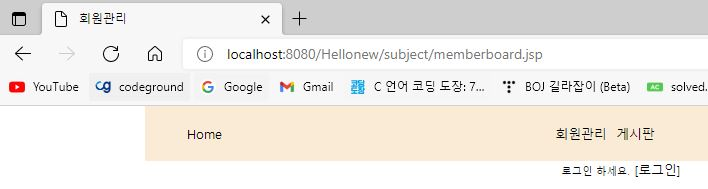 회원관리
localhost:8080/Hellonew/subject/memberboard.jsp
YouTube codeground Google Gmail C 언어 코딩 도장: 7... BOJ 길라잡이 (Beta) solved.
Home 회원관리 게시판
로그인 하세요. [로그인]